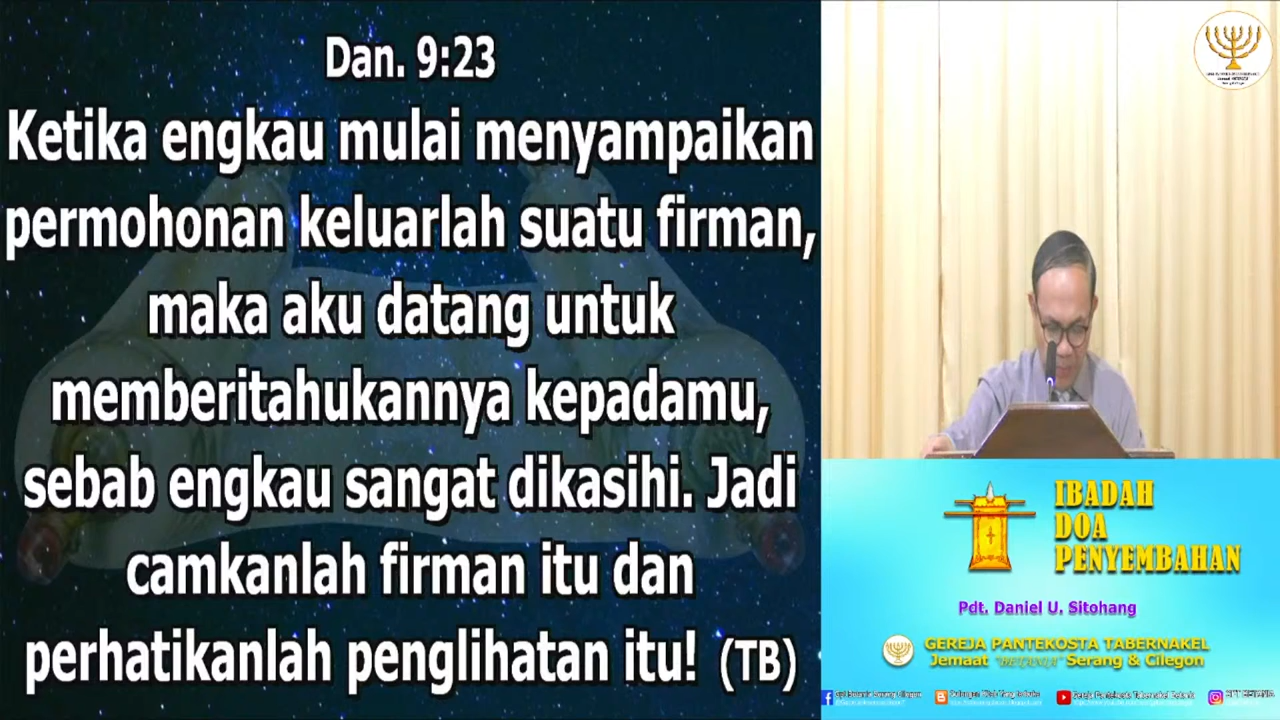 Dan. 9:23
Ketika engkau mulai menyampaikan
permohonan keluarlah suatu firman,
maka aku datang untuk
memberitahukannya kepadamu,
sebab engkau sangat dikasihi. Jadi
camkanlah firman itu dan
perhatikanlah penglihatan itu! (TB)
IBADAH
DOA
PENYEMBAHAN
Pdt. Daniel U. Sitohang
GEREJA PANTEKOSTA TABERNAKEL
Jemaat "BETANIA" Serang & Cilegon